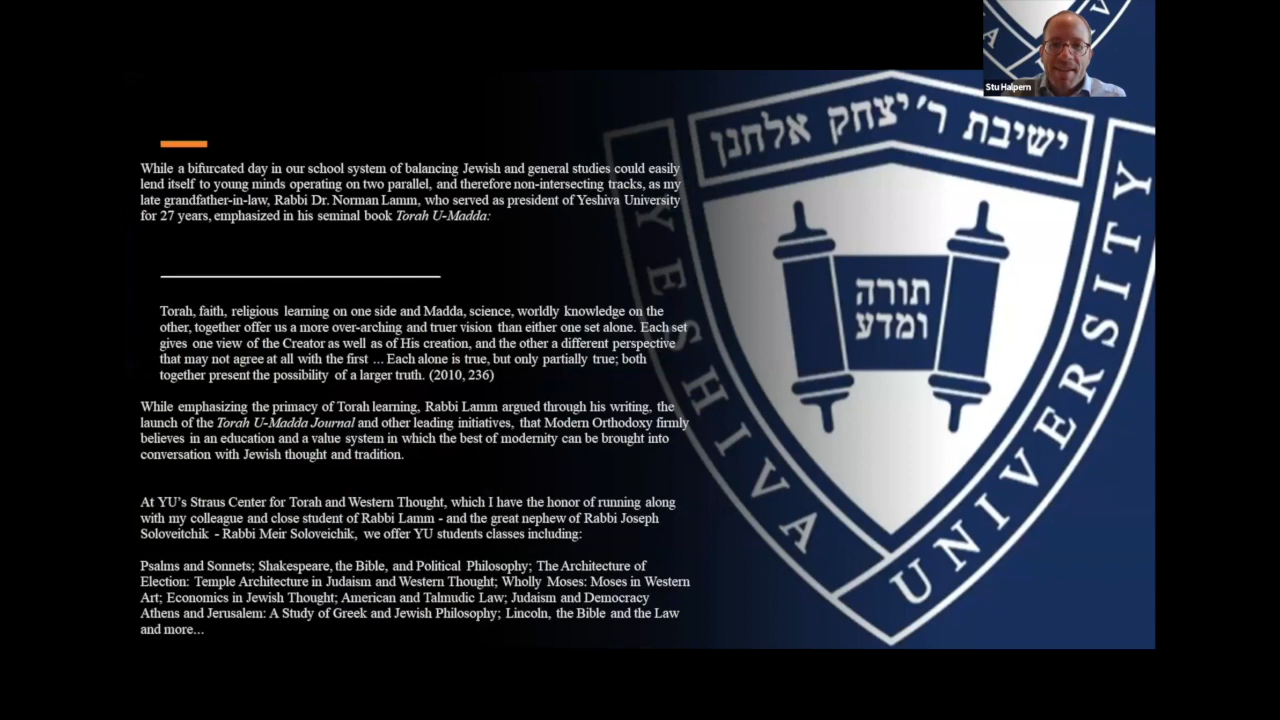 Stu Halpern
While a bifurcated day in our school system of balancing Jewish and general studies could easily
lend itself to young minds operating on two parallel, and therefore non-intersecting tracks, as my
late grandfather-in-law, Rabbi Dr. Norman Lamm, who served as president of Yeshiva University
for 27 years, emphasized in his seminal book Torah U-Madda:
Torah, faith, religious learning on one side and Madda, science, worldly knowledge on the
other, together offer us a more over-arching and truer vision than either one set alone. Each set
gives one view of the Creator as well as of His creation, and the other a different perspective
that may not agree at all with the first ... Each alone is true, but only partially true; both
together present the possibility of a larger truth. (2010, 236)
While emphasizing the primacy of Torah learning, Rabbi Lamm argued through his writing, the
launch of the Torah U-Madda Journal and other leading initiatives, that Modern Orthodoxy firmly
believes in an education and a value system in which the best of modernity can be brought into
conversation with Jewish thought and tradition.
At YU's Straus Center for Torah and Western Thought, which I have the honor of running along
with my colleague and close student of Rabbi Lamm - and the great nephew of Rabbi Joseph
Soloveitchik - Rabbi Meir Soloveichik, we offer YU students classes including:
Psalms and Sonnets; Shakespeare, the Bible, and Political Philosophy; The Architecture of
Election: Temple Architecture in Judaism and Western Thought; Wholly Moses: Moses in Western
Art; Economics in Jewish Thought; American and Talmudic Law; Judaism and Democracy
Athens and Jerusalem: A Study of Greek and Jewish Philosophy; Lincoln, the Bible and the Law
and more...
ישיבת ר' יצחק אלחנן
תורה
ומדע
YESHIVA
UNIVERSITY